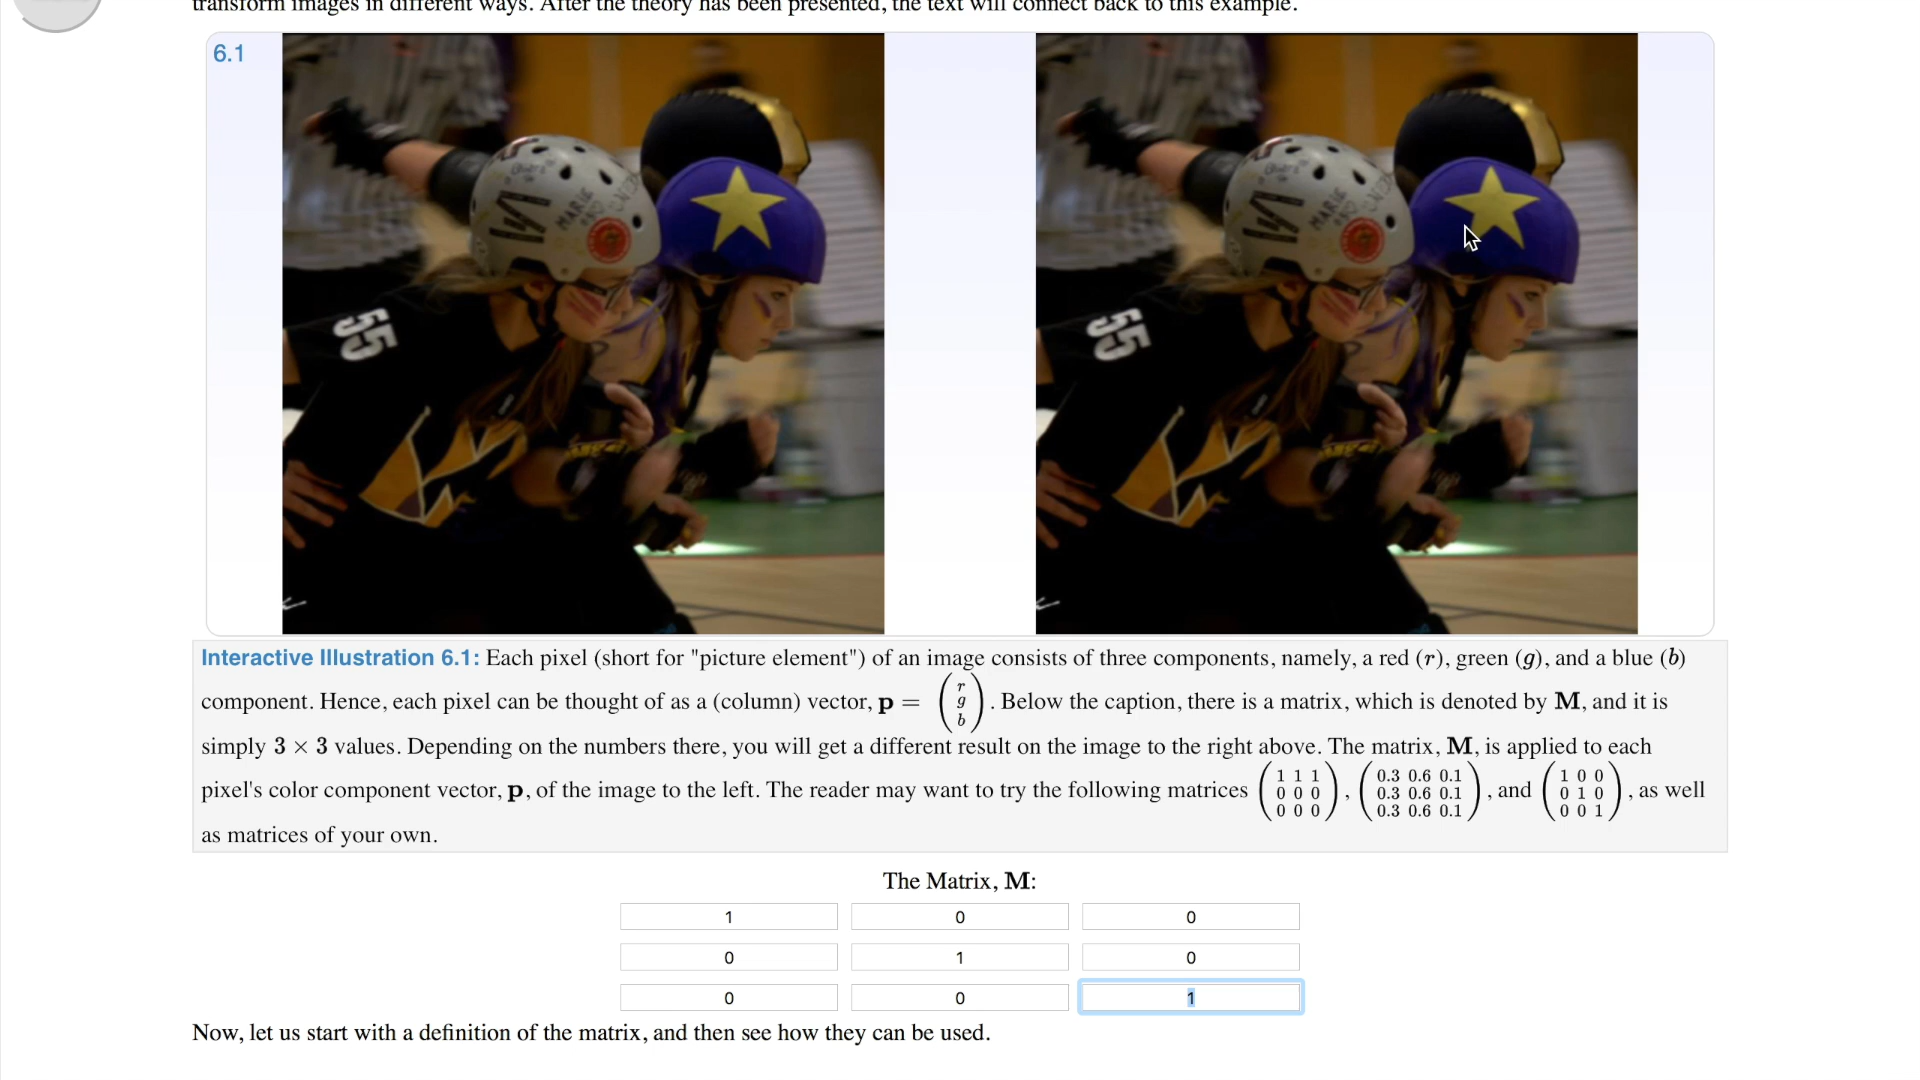 transform images in different ways. After the theory has been presented, the text will connect back to this example.
6.1
MARIE
55
MARIE
55
Interactive Illustration 6.1: Each pixel (short for "picture element") of an image consists of three components, namely, a red (r), green (g), and a blue (b)
component. Hence, each pixel can be thought of as a (column) vector, p = (r g b). Below the caption, there is a matrix, which is denoted by M, and it is
simply 3 × 3 values. Depending on the numbers there, you will get a different result on the image to the right above. The matrix, M, is applied to each
pixel's color component vector, p, of the image to the left. The reader may want to try the following matrices (1 1 1 0 0 0 0 0 0), (0.3 0.6 0.1 0.3 0.6 0.1 0.3 0.6 0.1), and (1 0 0 0 1 0 0 0 1), as well
as matrices of your own.
The Matrix, M:
1 0 0
0 1 0
0 0 1
Now, let us start with a definition of the matrix, and then see how they can be used.